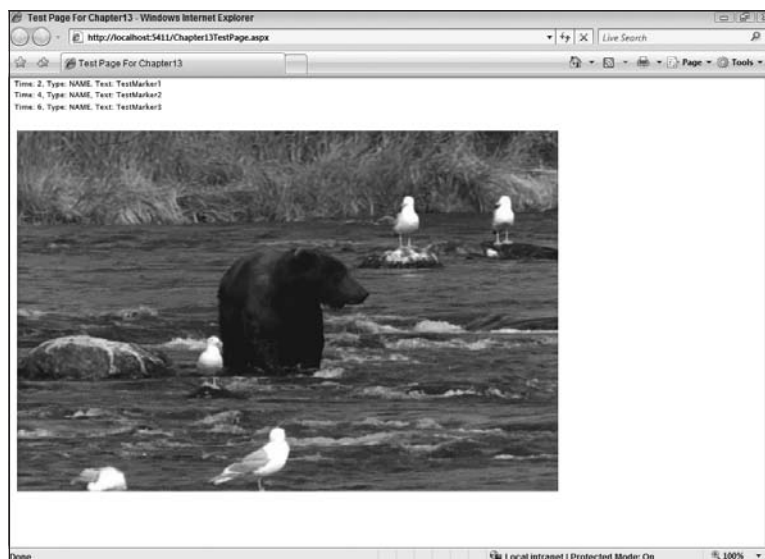 Test Page For Chapter13 - Windows Internet Explorer
http://localhost:5411/Chapter13TestPage.aspx
Live Search
Test Page For Chapter13
Page
Tools
Time: 2, Type: NAME, Text: TestMarker1
Time: 4, Type: NAME, Text: TestMarker2
Time: 6, Type: NAME, Text: TestMarker3
Done
Local intranet | Protected Mode: On
100%